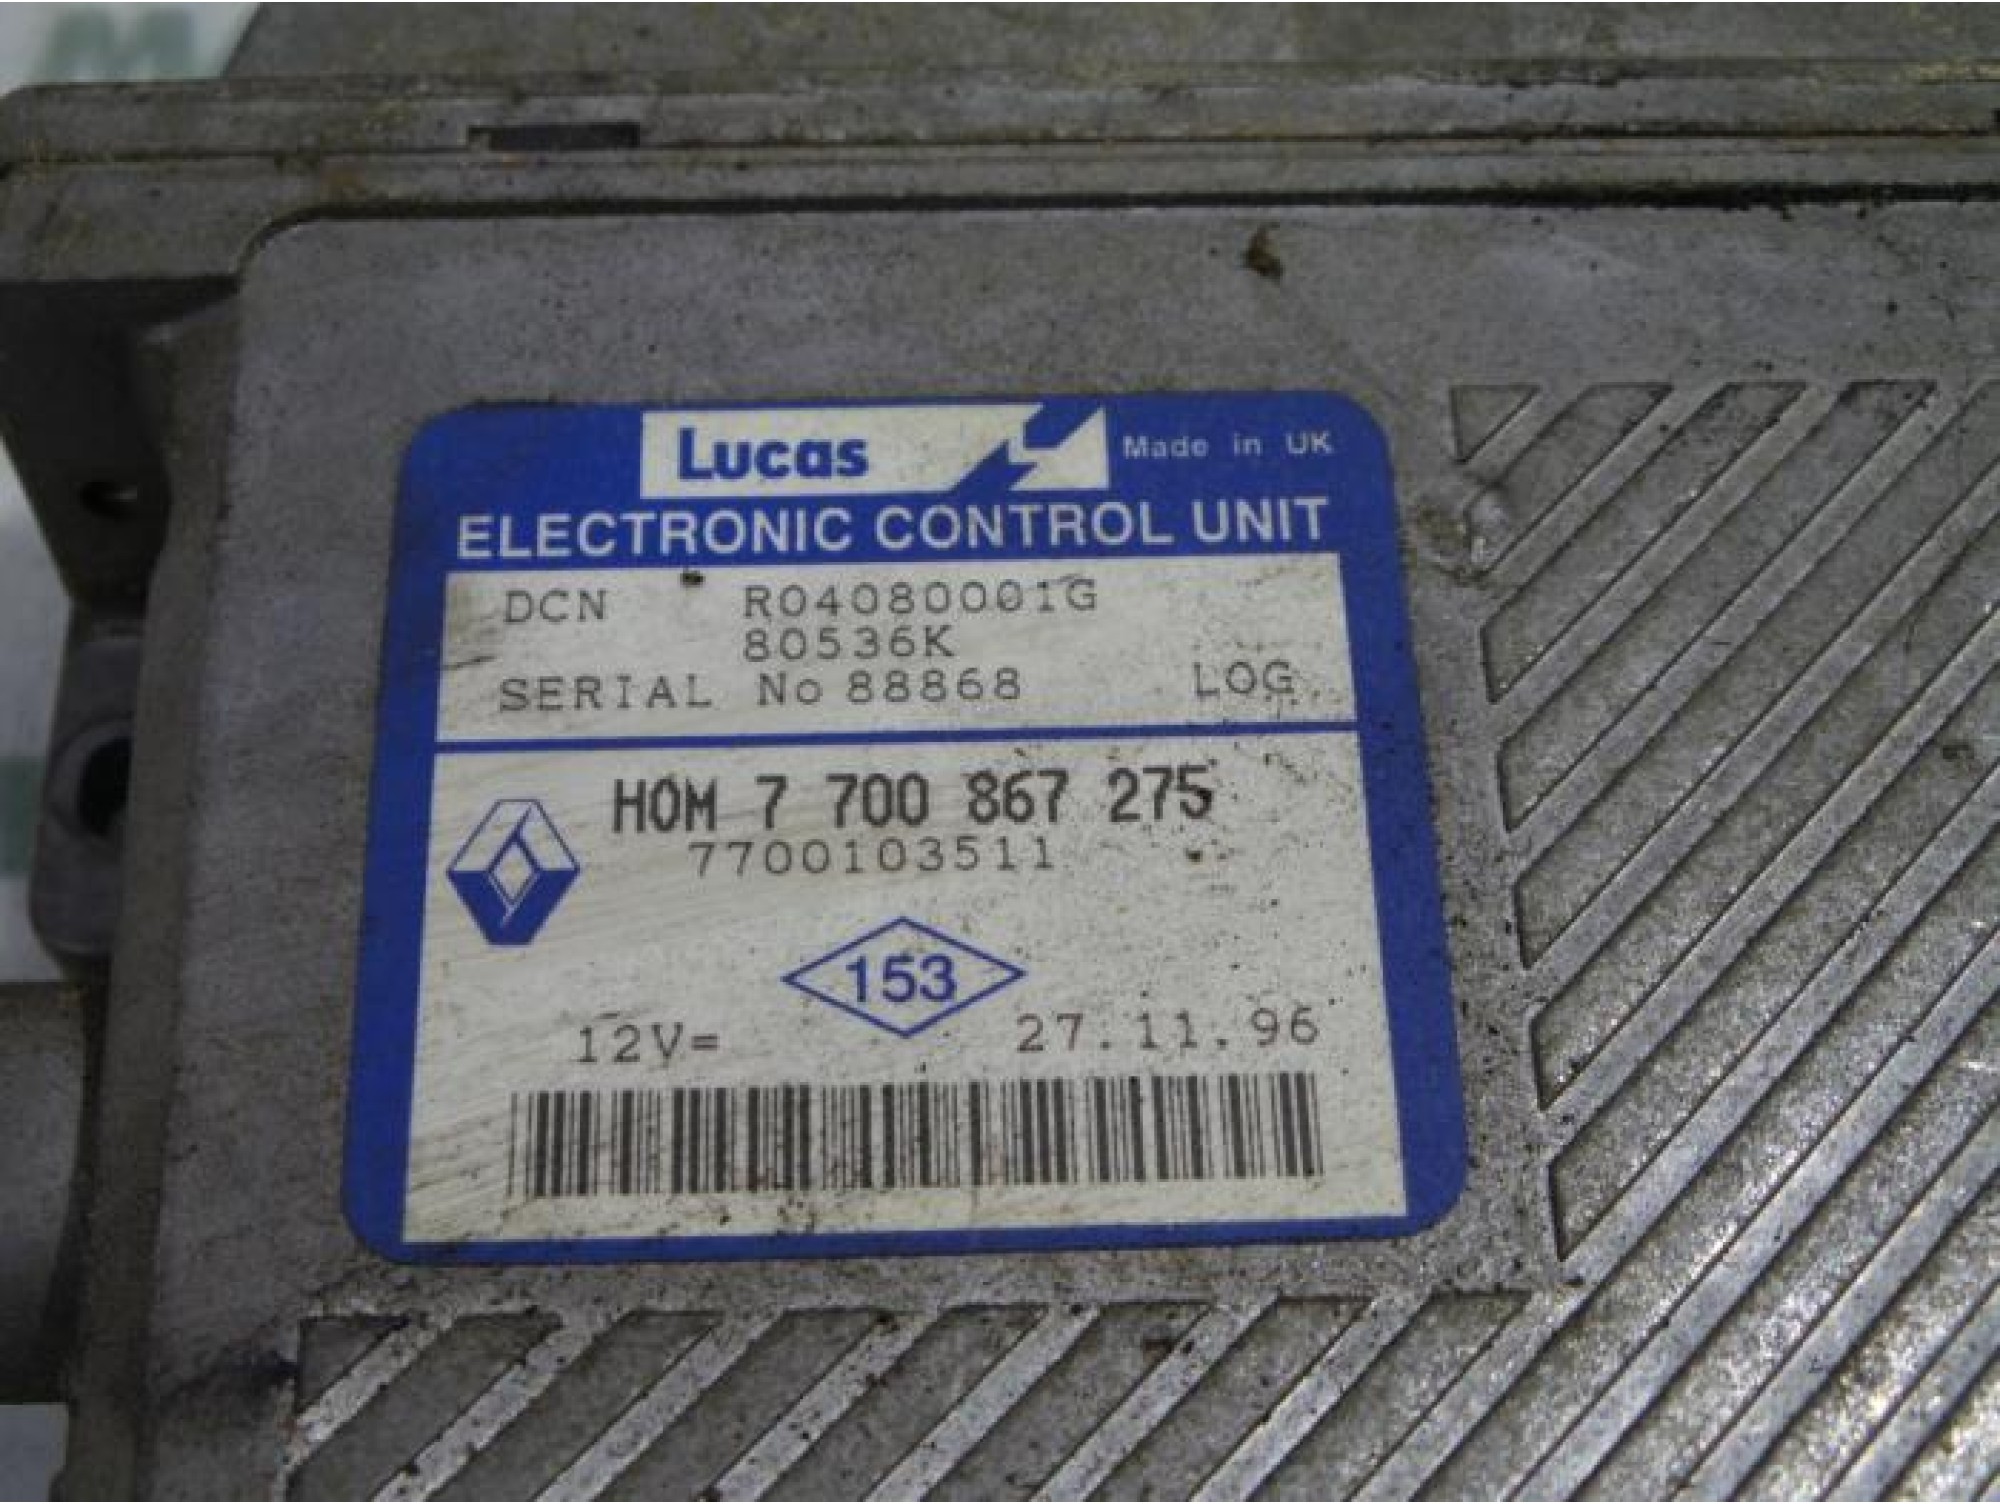 Lucas Made in UK
ELECTRONIC CONTROL UNIT
DCN R04080001G
80536K
SERIAL No 88868 LOG
HOM 7 700 867 275
7700103511
153
12V= 27.11.96